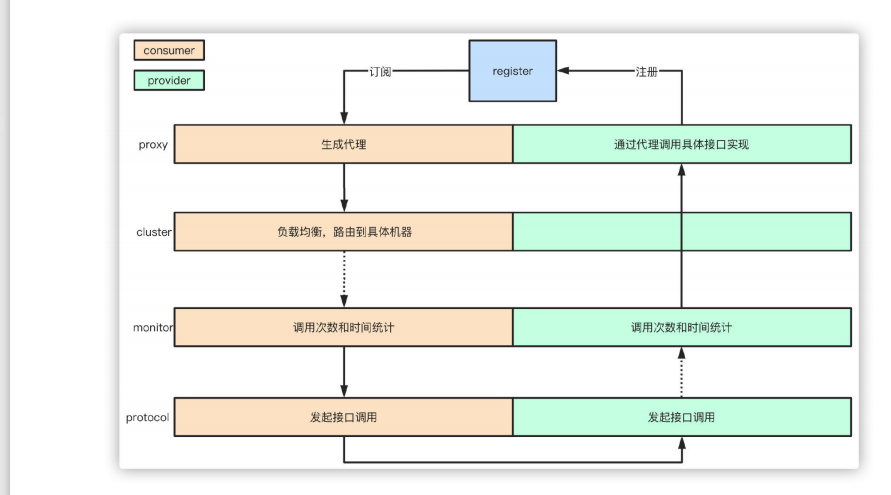 consumer
provider
订阅
register
注册
proxy
生成代理
通过代理调用具体接口实现
cluster
负载均衡，路由到具体机器
monitor
调用次数和时间统计
调用次数和时间统计
protocol
发起接口调用
发起接口调用